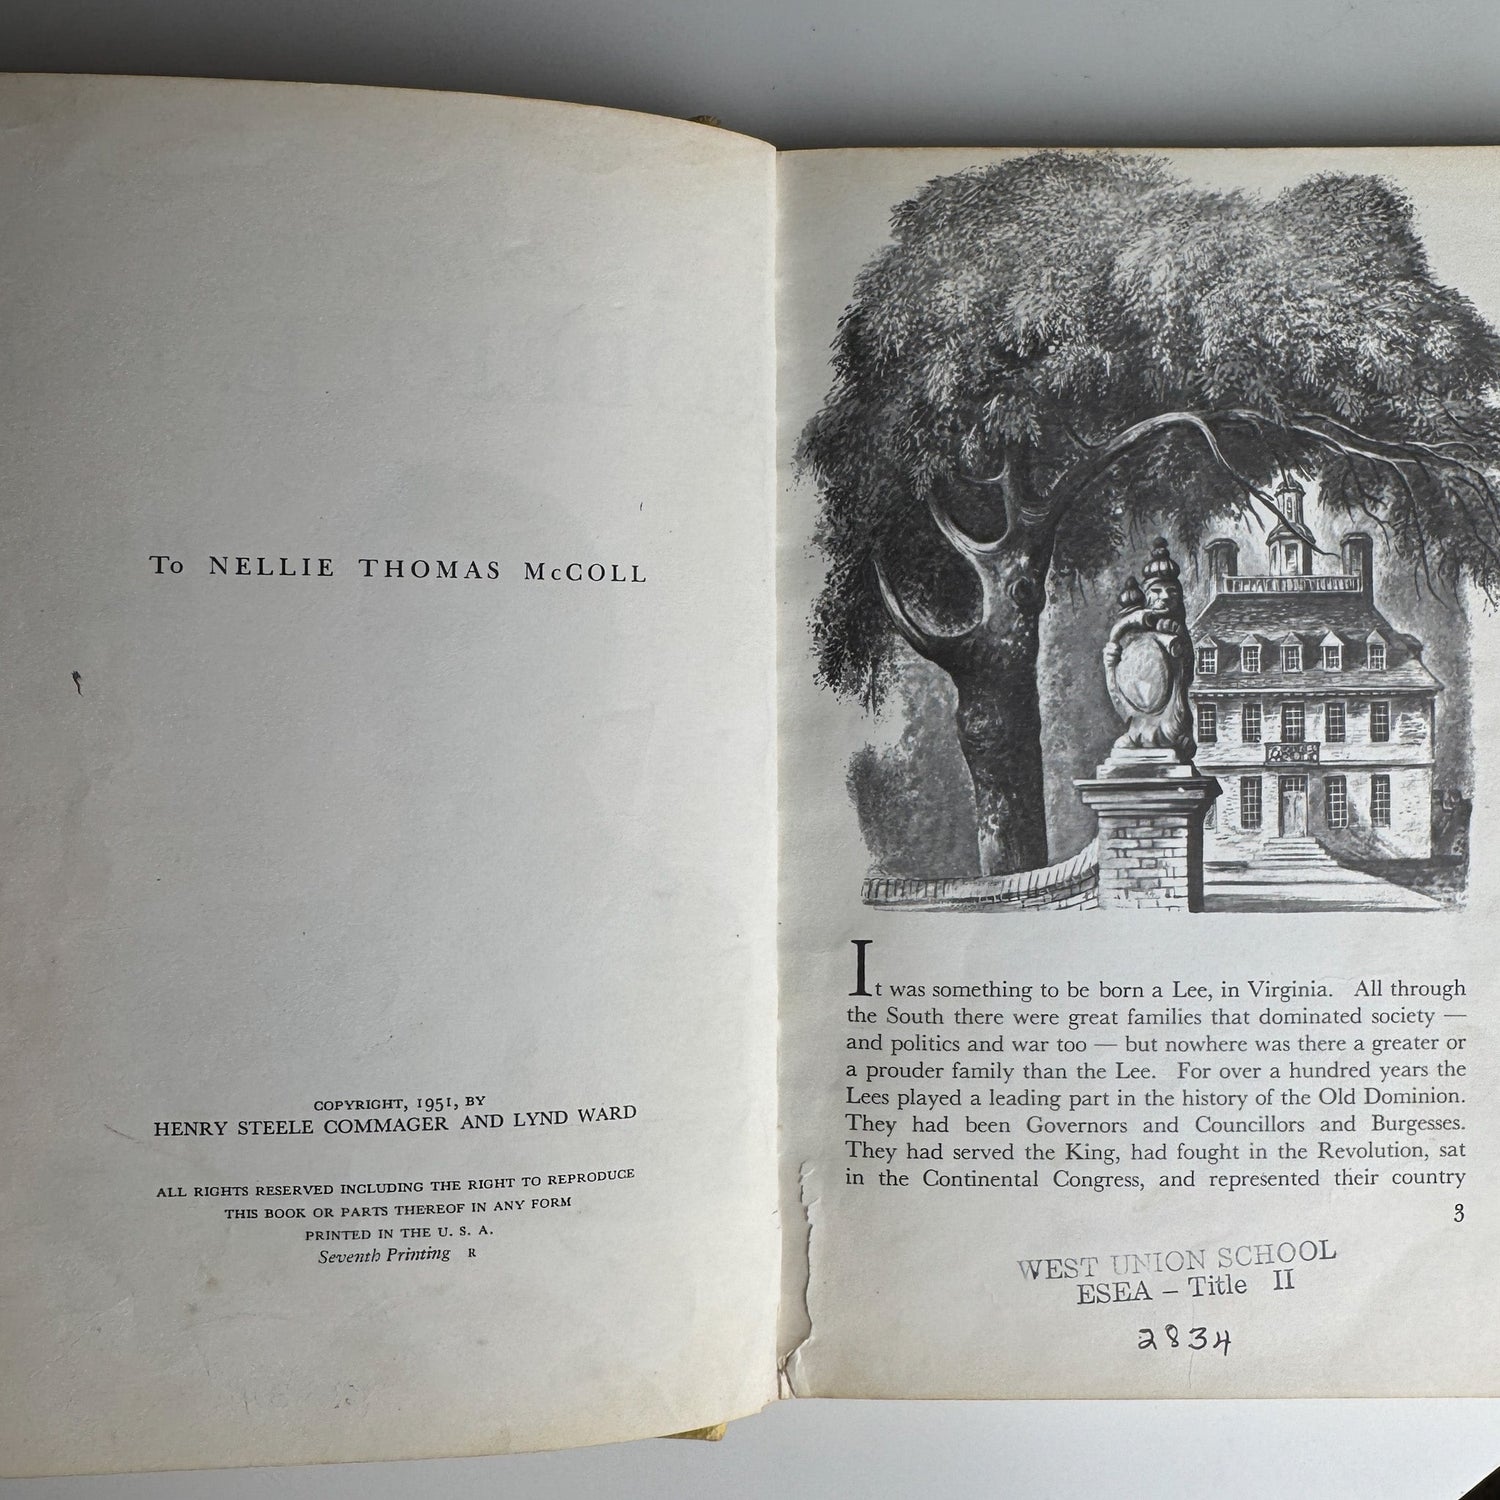 To NELLIE THOMAS McCOLL
COPYRIGHT, 1951, BY
HENRY STEELE COMMAGER AND LYND WARD
ALL RIGHTS RESERVED INCLUDING THE RIGHT TO REPRODUCE
THIS BOOK OR PARTS THEREOF IN ANY FORM
PRINTED IN THE U. S. A.
Seventh Printing R
It was something to be born a Lee, in Virginia. All through
the South there were great families that dominated society —
and politics and war too — but nowhere was there a greater or
a prouder family than the Lee. For over a hundred years the
Lees played a leading part in the history of the Old Dominion.
They had been Governors and Councillors and Burgesses.
They had served the King, had fought in the Revolution, sat
in the Continental Congress, and represented their country
3
WEST UNION SCHOOL
ESEA – Title II
2834